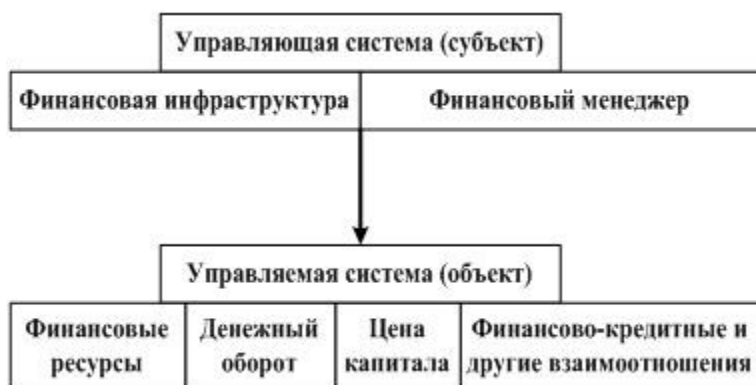 Управляющая система (субъект)
Финансовая инфраструктура
Финансовый менеджер
Управляемая система (объект)
Финансовые
ресурсы
Денежный
оборот
Цена
капитала
Финансово-кредитные и
другие взаимоотношения